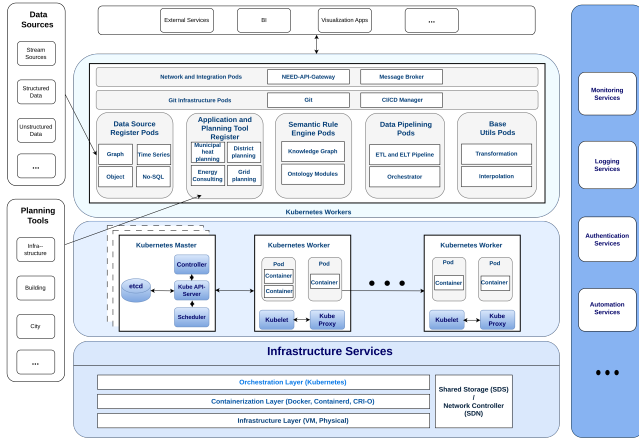 Data
Sources
Stream
Sources
Structured
Data
Unstructured
Data
...
Planning
Tools
Infra–
structure
Building
City
...
External Services
BI
Visualization Apps
...
Network and Integration Pods
NEED-API-Gateway
Message Broker
Git Infrastructure Pods
Git
CI/CD Manager
Data Source
Register Pods
Graph
Time Series
Object
No-SQL
Application and
Planning Tool
Register
Municipal
heat
planning
District
planning
Energy
Consulting
Grid
planning
Semantic Rule
Engine Pods
Knowledge Graph
Ontology Modules
Data Pipelining
Pods
ETL and ELT Pipeline
Orchestrator
Base
Utils Pods
Transformation
Interpolation
Kubernetes Workers
Kubernetes Master
Controller
etcd
Kube API-
Server
Scheduler
Kubernetes Worker
Pod
Container
Container
Pod
Container
Kubelet
Kube
Proxy
Kubernetes Worker
Pod
Container
Pod
Container
Kubelet
Kube
Proxy
Infrastructure Services
Orchestration Layer (Kubernetes)
Containerization Layer (Docker, Containerd, CRI-O)
Infrastructure Layer (VM, Physical)
Shared Storage (SDS)
/
Network Controller
(SDN)
Monitoring
Services
Logging
Services
Authentication
Services
Automation
Services